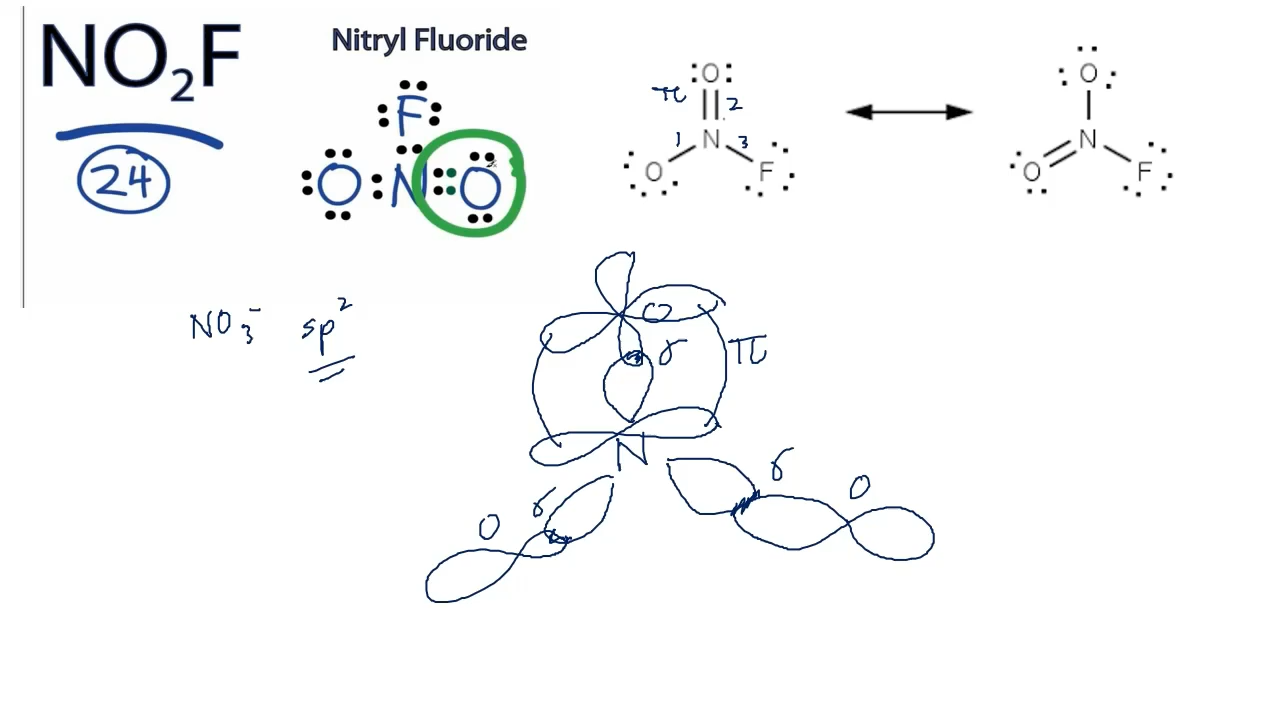 NO₂F
Nitryl Fluoride
24
F
O N O
O
π 2
1 N 3
O F
O
N
O F
NO₃⁻ sp²
O
σ π
N
σ
O
σ
O